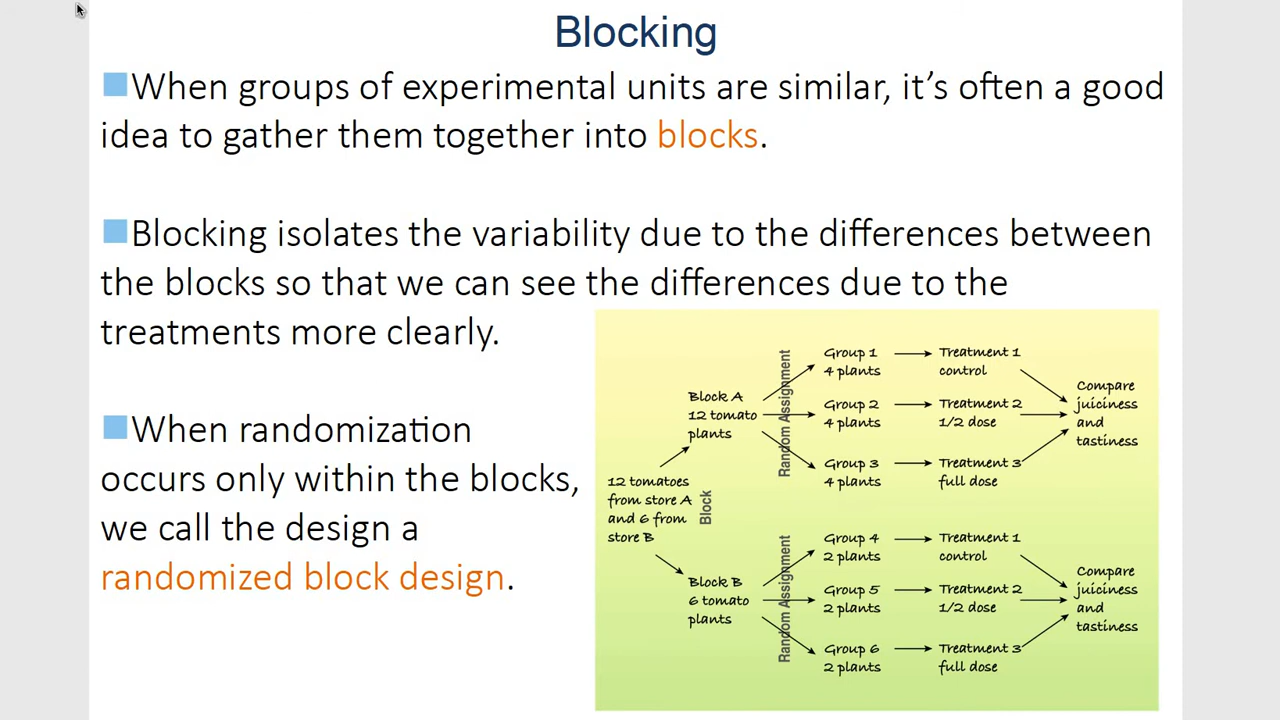 Blocking
When groups of experimental units are similar, it’s often a good
idea to gather them together into blocks.
Blocking isolates the variability due to the differences between
the blocks so that we can see the differences due to the
treatments more clearly.
When randomization
occurs only within the blocks,
we call the design a
randomized block design.
12 tomatoes
from store A
and 6 from
store B
Block
Block A
12 tomato
plants
Random Assignment
Group 1
4 plants
Treatment 1
control
Group 2
4 plants
Treatment 2
1/2 dose
Group 3
4 plants
Treatment 3
full dose
Compare
juiciness
and
tastiness
Block B
6 tomato
plants
Random Assignment
Group 4
2 plants
Treatment 1
control
Group 5
2 plants
Treatment 2
1/2 dose
Group 6
2 plants
Treatment 3
full dose
Compare
juiciness
and
tastiness